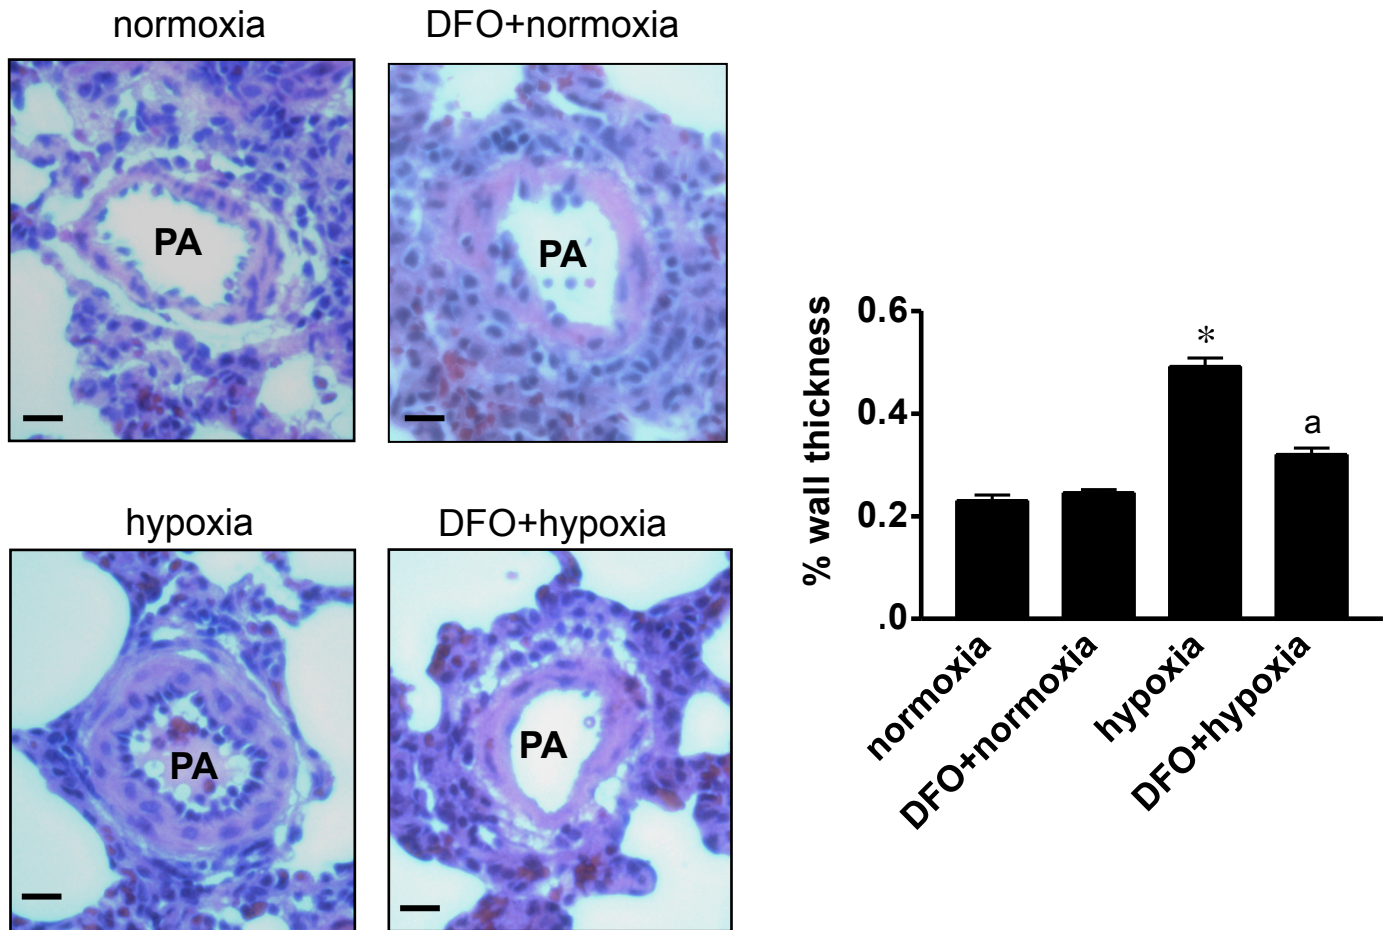 normoxia
DFO+normoxia
PA
PA
hypoxia
DFO+hypoxia
PA
PA
% wall thickness
0.6
0.4
0.2
.0
*
a
normoxia
DFO+normoxia
hypoxia
DFO+hypoxia